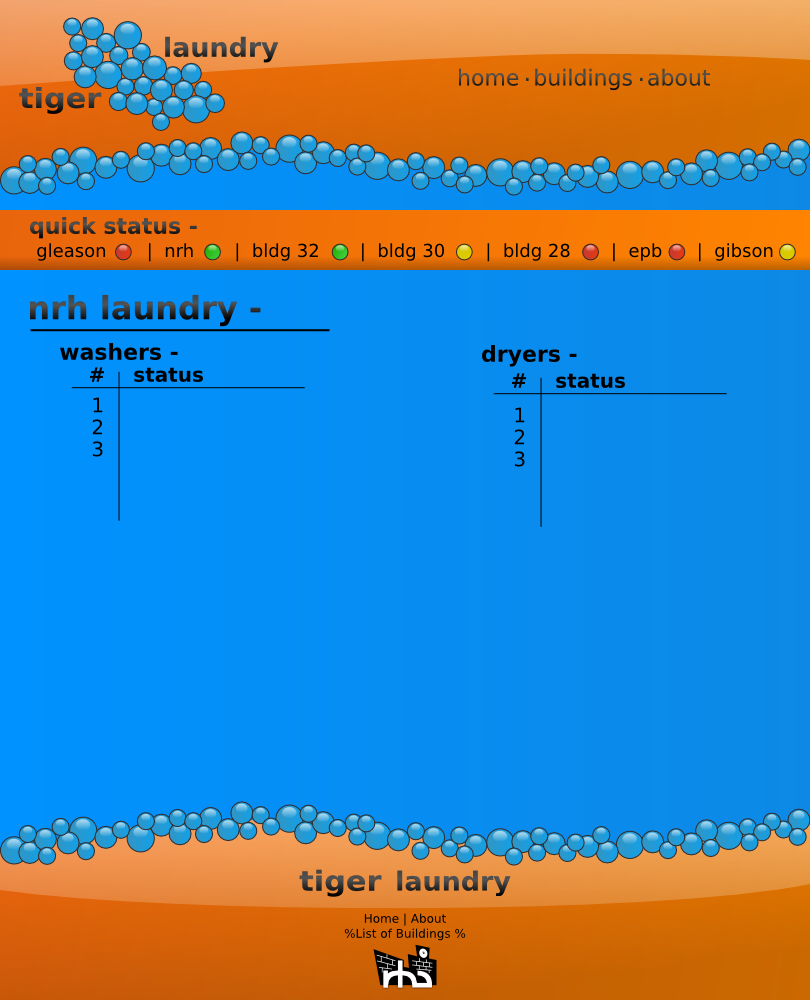 laundry
tiger
home · buildings · about
quick status -
gleason | nrh | bldg 32 | bldg 30 | bldg 28 | epb | gibson
nrh laundry -
washers -
# status
1
2
3
dryers -
# status
1
2
3
tiger laundry
Home | About
%List of Buildings %
rha